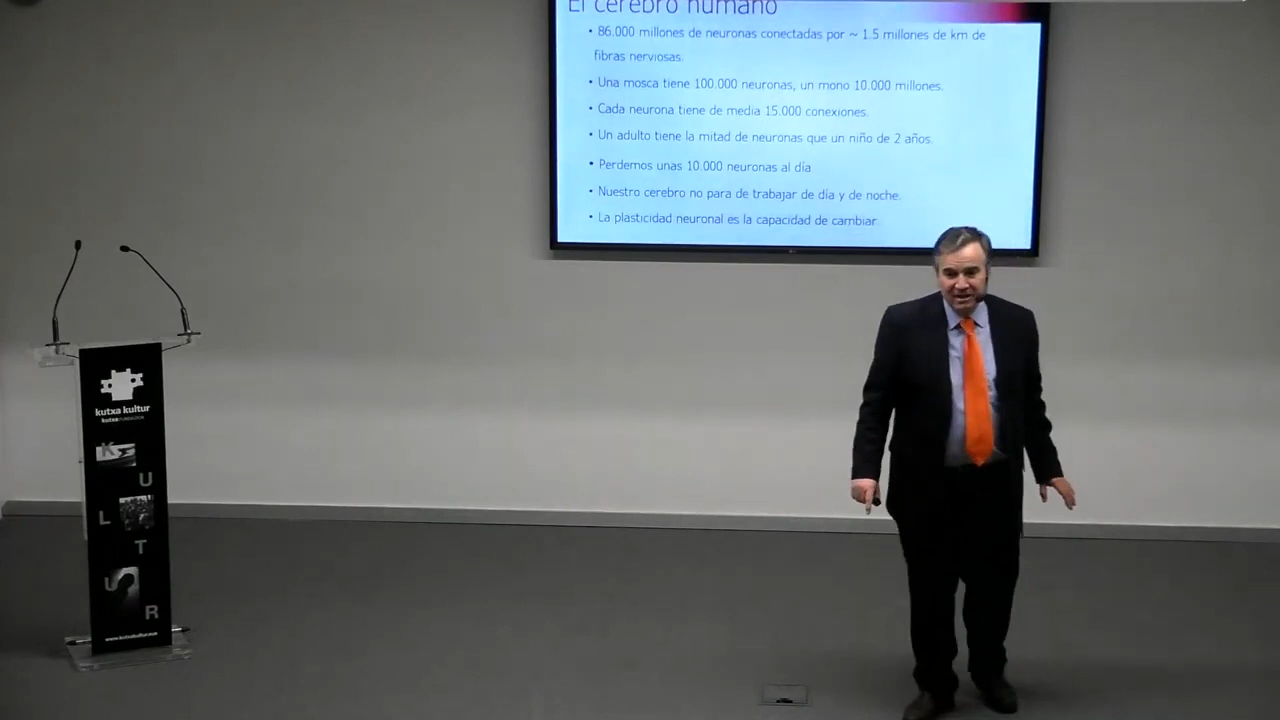 El cerebro humano
• 86.000 millones de neuronas conectadas por ~ 1.5 millones de km de
fibras nerviosas.
• Una mosca tiene 100.000 neuronas, un mono 10.000 millones.
• Cada neurona tiene de media 15.000 conexiones.
• Un adulto tiene la mitad de neuronas que un niño de 2 años.
• Perdemos unas 10.000 neuronas al día
• Nuestro cerebro no para de trabajar de día y de noche.
• La plasticidad neuronal es la capacidad de cambiar
kutxa kultur
kutxa FUNDAZIOA
K
U
L
T
U
R
www.kutxakultur.eus